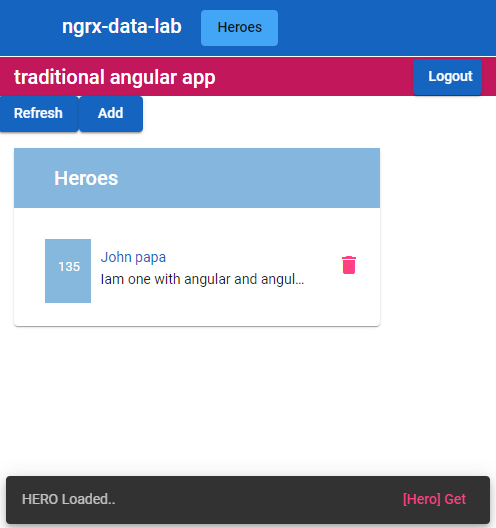 ngrx-data-lab Heroes
traditional angular app Logout
Refresh Add
Heroes
135 John papa
Iam one with angular and angul...
HERO Loaded.. [Hero] Get